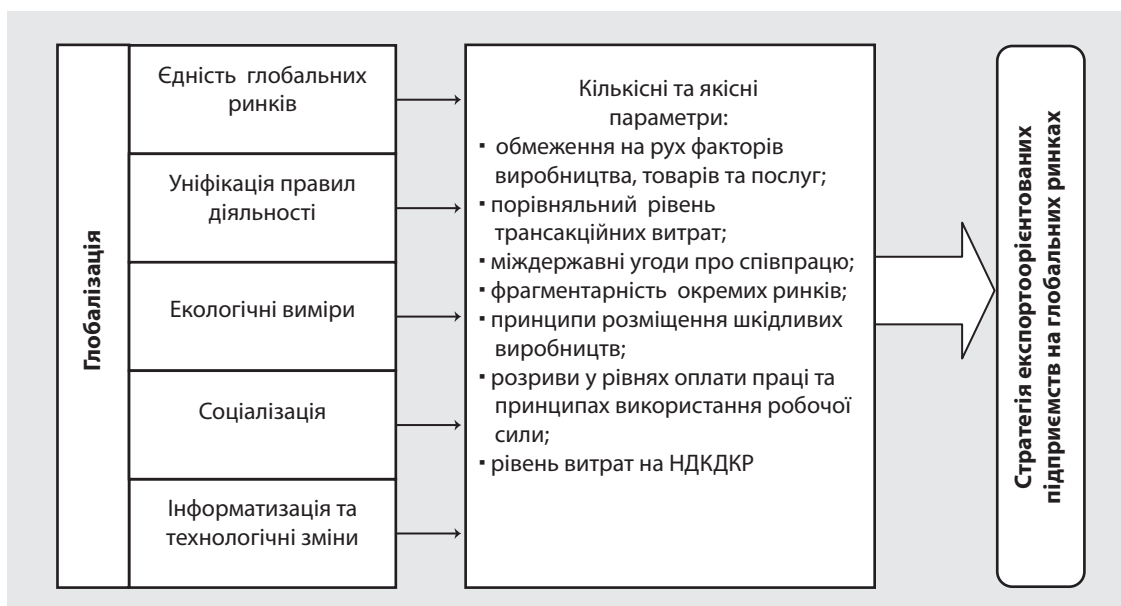 Глобалізація
Єдність глобальних
ринків
Уніфікація правил
діяльності
Екологічні виміри
Соціалізація
Інформатизація та
технологічні зміни
Кількісні та якісні
параметри:
▪ обмеження на рух факторів
виробництва, товарів та послуг;
▪ порівняльний рівень
трансакційних витрат;
▪ міждержавні угоди про співпрацю;
▪ фрагментарність окремих ринків;
▪ принципи розміщення шкідливих
виробництв;
▪ розриви у рівнях оплати праці та
принципах використання робочої
сили;
▪ рівень витрат на НДКДКР
Стратегія експортоорієнтованих
підприємств на глобальних ринках